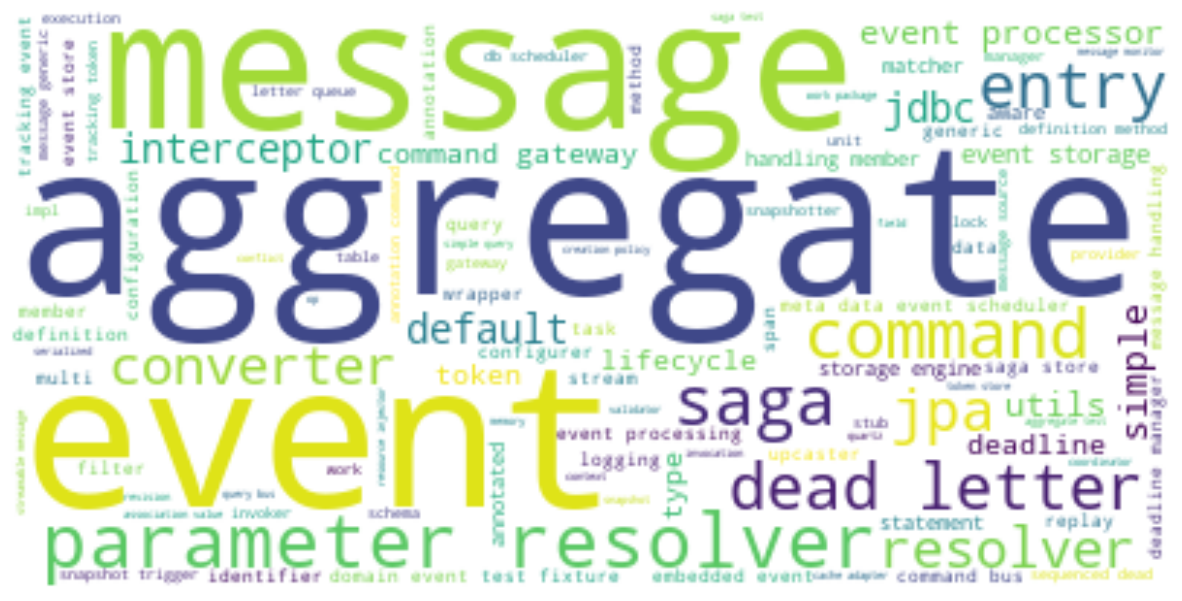 execution
saga test
message
event processor
manager
message monitor
db scheduler
matcher
entry
tracking event
message generic
event store
tracking token
letter queue
annotation
method
work package
jdbc
aware
generic
definition method
unit
interceptor
command gateway
handling member
event storage
aggregate
impl
configuration
annotation command
query
simple query
gateway
snapshotter
creation policy
field
lock
data
message source
provider
message handling
conflict
table
wrapper
member
meta data
event scheduler
definition
default
task
span
command
simple
serialized
configurer
lifecycle
multi
converter
token
stream
storage engine
saga store
token store
event
saga
jpa
utils
aggregate test
memory
validator
stub
quartz
event processing
invocation
deadline
deadline manager
streamable message
filter
work
annotated
logging
context
type
upcaster
coordinator
revision
query bus
snapshot
dead letter
association value
invoker
schema
statement
replay
parameter resolver
resolver
snapshot trigger
identifier
domain event
test fixture
embedded event
cache adapter
command bus
sequenced dead